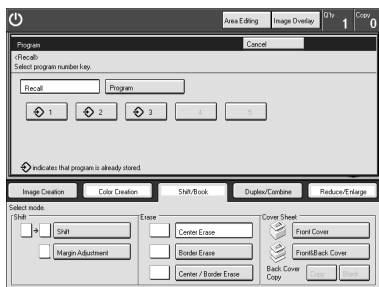 Area Editing Image Overlay Q'ty 1 Copy 0
Program Cancel
<Recall>
Select program number key.
Recall Program
1 2 3 4 5
indicates that program is already stored.
Image Creation Color Creation Shift/Book Duplex/Combine Reduce/Enlarge
Select mode.
Shift Erase Cover Sheet
Shift Center Erase Front Cover
Margin Adjustment Border Erase Front&Back Cover
Center / Border Erase Back Cover Copy Copy Blank